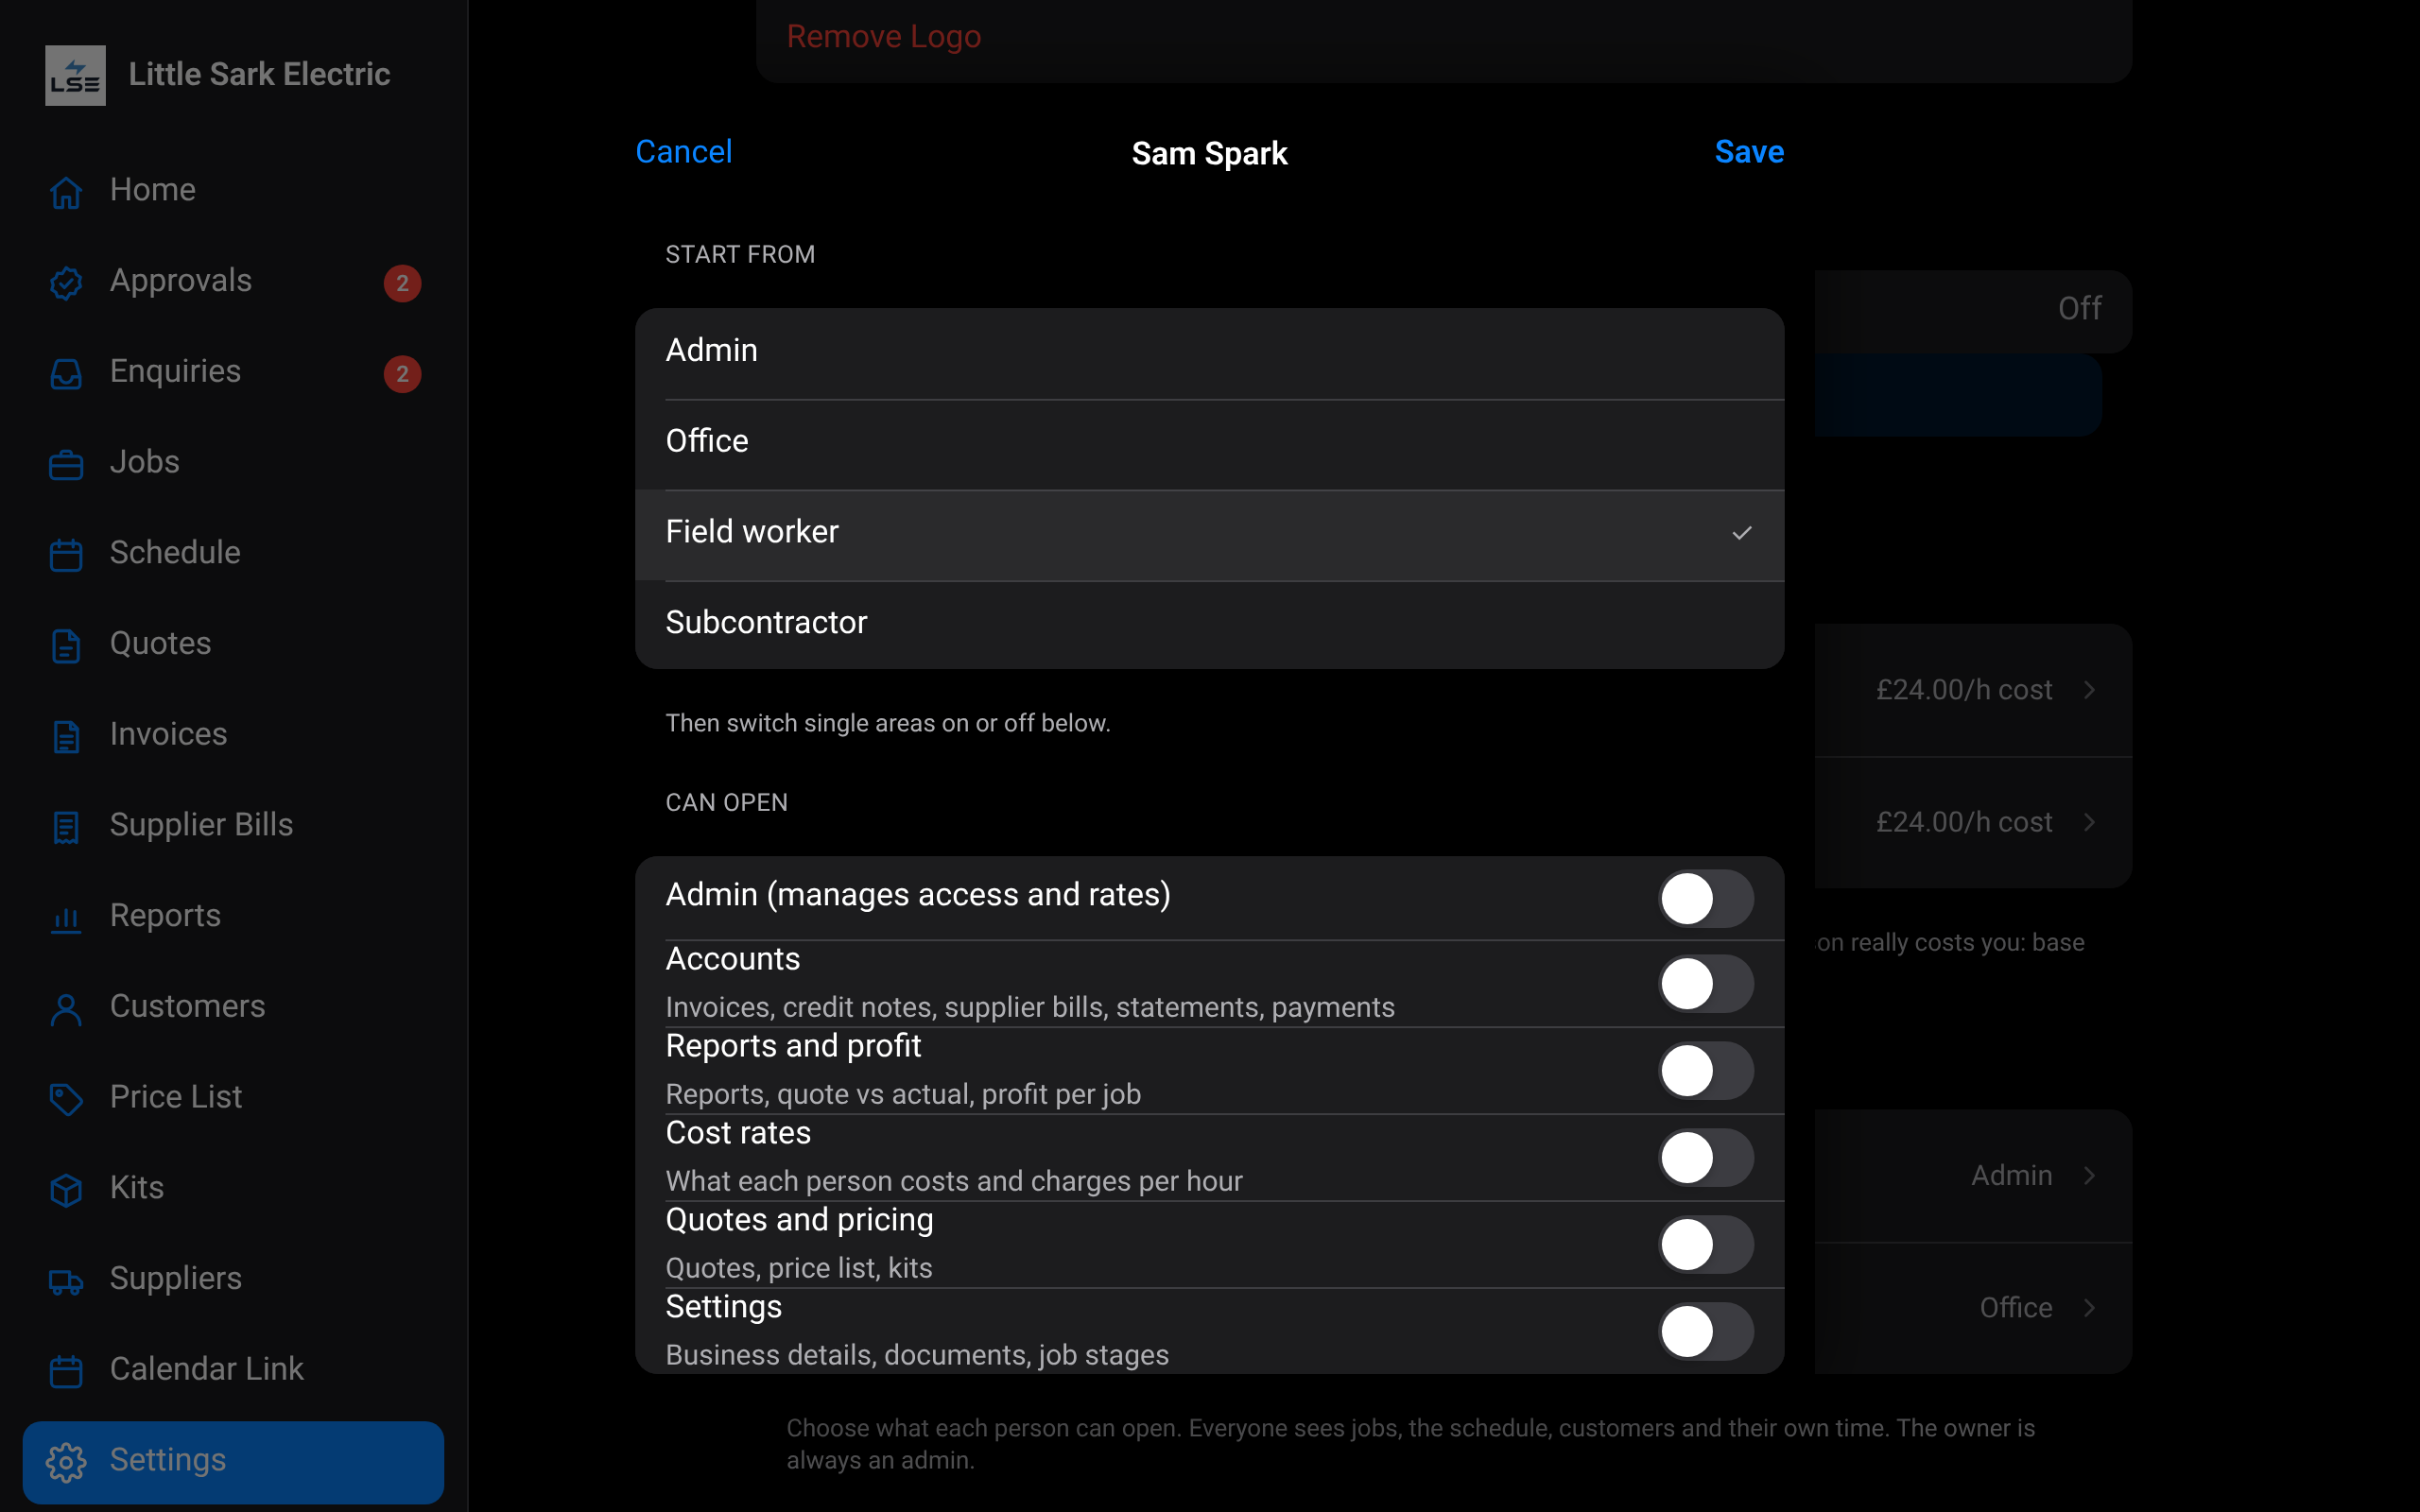 LSE
Little Sark Electric
Home
Approvals
2
Enquiries
2
Jobs
Schedule
Quotes
Invoices
Supplier Bills
Reports
Customers
Price List
Kits
Suppliers
Calendar Link
Settings
Remove Logo
Cancel
Sam Spark
Save
START FROM
Admin
Office
Field worker
Subcontractor
Then switch single areas on or off below.
CAN OPEN
Admin (manages access and rates)
Accounts
Invoices, credit notes, supplier bills, statements, payments
Reports and profit
Reports, quote vs actual, profit per job
Cost rates
What each person costs and charges per hour
Quotes and pricing
Quotes, price list, kits
Settings
Business details, documents, job stages
Off
£24.00/h cost
£24.00/h cost
on really costs you: base
Admin
Office
Choose what each person can open. Everyone sees jobs, the schedule, customers and their own time. The owner is
always an admin.